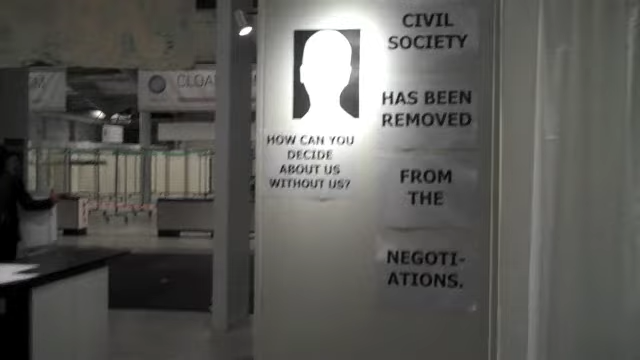 CLOA
HOW CAN YOU
DECIDE
ABOUT US
WITHOUT US?
CIVIL
SOCIETY
HAS BEEN
REMOVED
FROM
THE
NEGOTI-
ATIONS.